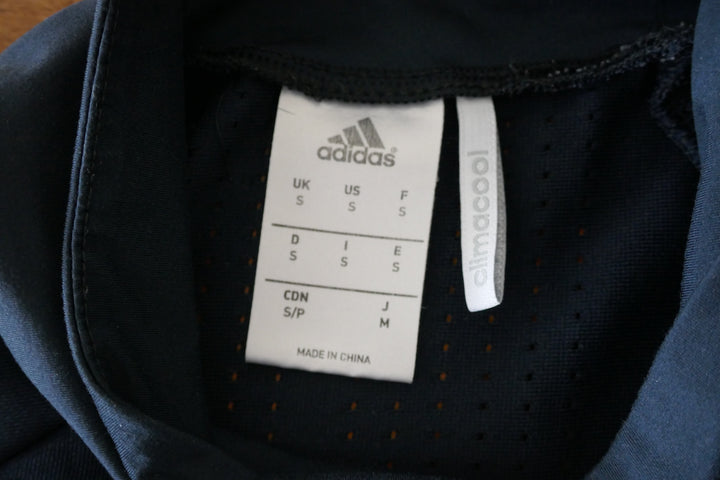 adidas®
UK US F
S S S
D I E
S S S
CDN J
S/P M
MADE IN CHINA
climacool